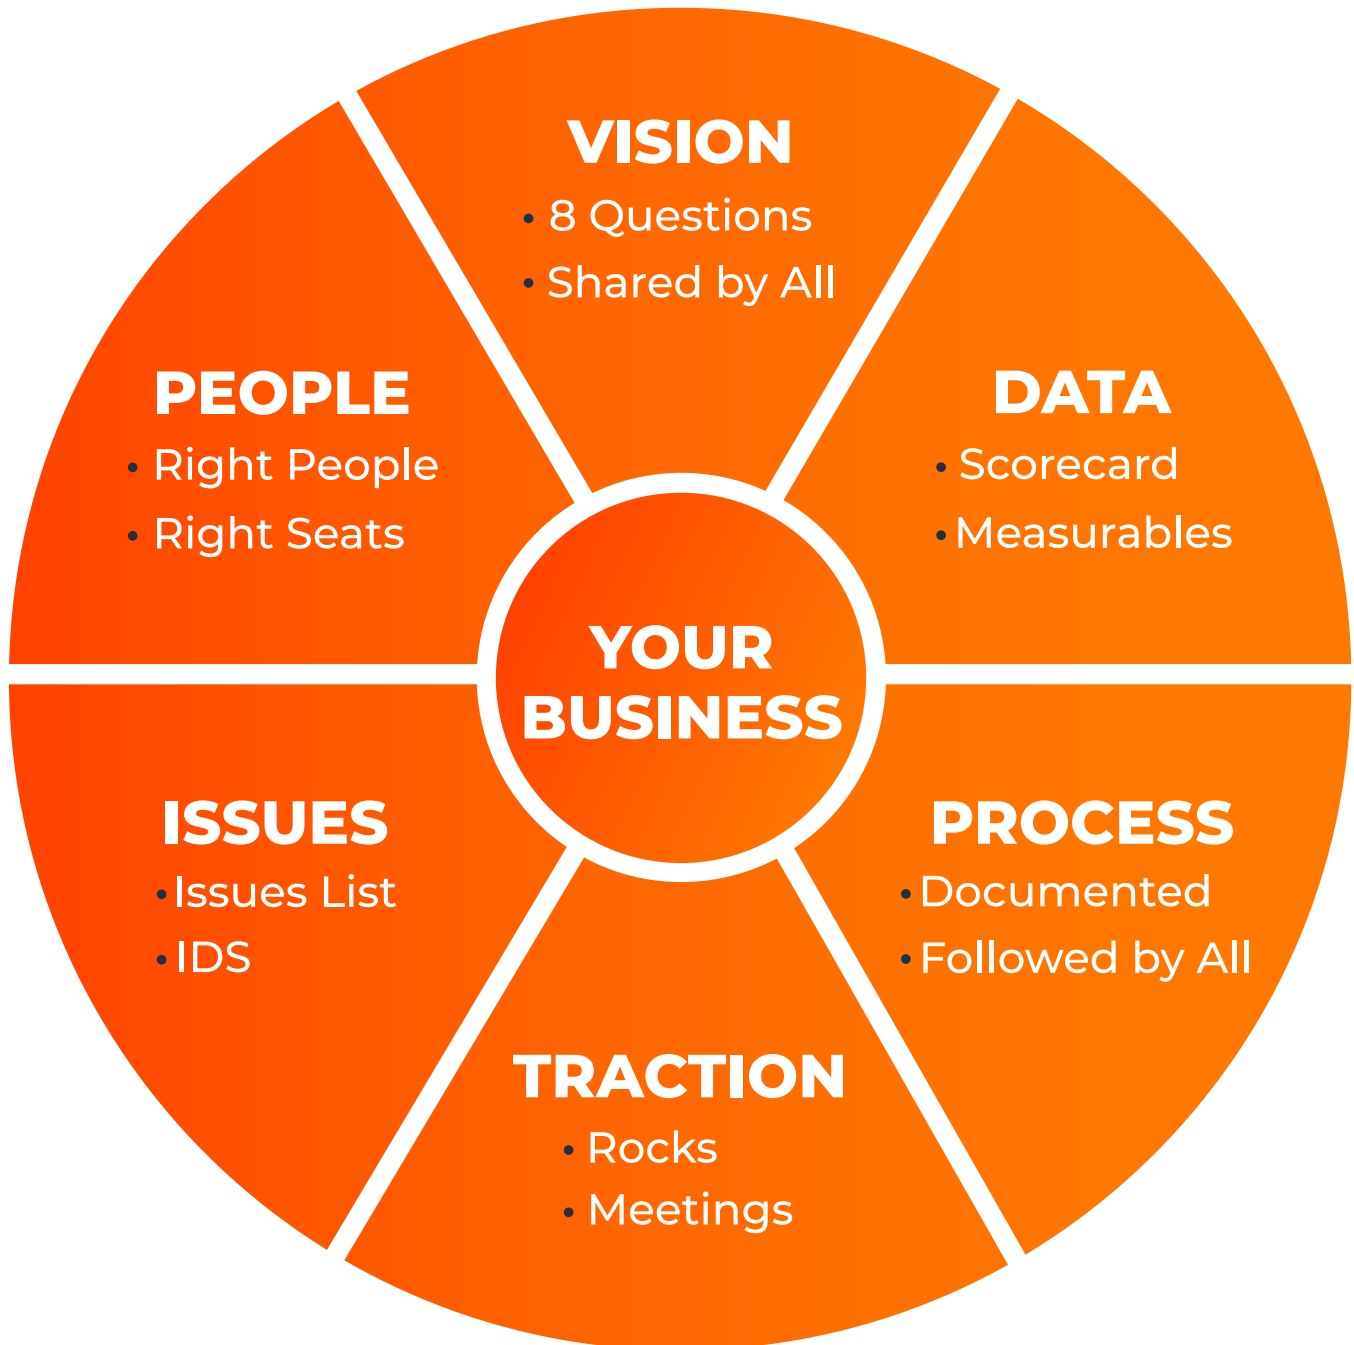 VISION
• 8 Questions
• Shared by All
PEOPLE
• Right People
• Right Seats
DATA
• Scorecard
• Measurables
YOUR
BUSINESS
ISSUES
• Issues List
• IDS
PROCESS
• Documented
• Followed by All
TRACTION
• Rocks
• Meetings